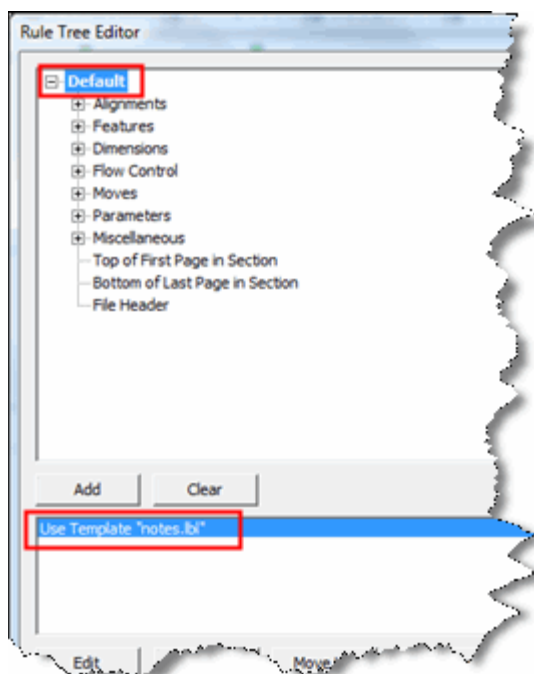 Rule Tree Editor
Default
Alignments
Features
Dimensions
Flow Control
Moves
Parameters
Miscellaneous
Top of First Page in Section
Bottom of Last Page in Section
File Header
Add Clear
Use Template "notes.lbl"
Edit Move